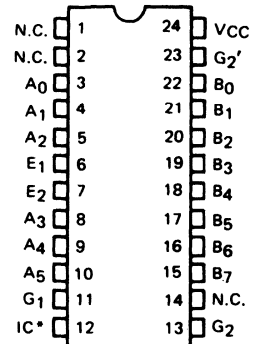 N.C. 1 24 VCC
N.C. 2 23 G2′
A0 3 22 B0
A1 4 21 B1
A2 5 20 B2
E1 6 19 B3
E2 7 18 B4
A3 8 17 B5
A4 9 16 B6
A5 10 15 B7
G1 11 14 N.C.
IC* 12 13 G2